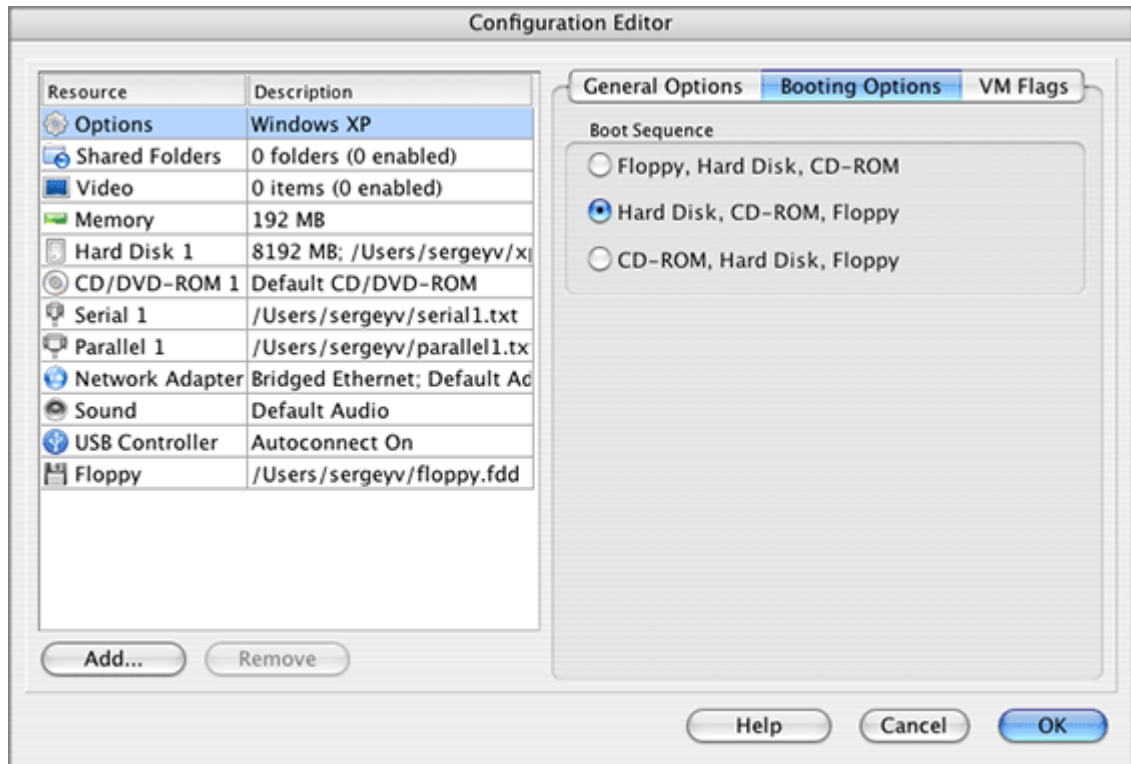 Configuration Editor
Resource Description
Options Windows XP
Shared Folders 0 folders (0 enabled)
Video 0 items (0 enabled)
Memory 192 MB
Hard Disk 1 8192 MB; /Users/sergeyv/x
CD/DVD-ROM 1 Default CD/DVD-ROM
Serial 1 /Users/sergeyv/serial1.txt
Parallel 1 /Users/sergeyv/parallel1.tx
Network Adapter Bridged Ethernet; Default Ad
Sound Default Audio
USB Controller Autoconnect On
Floppy /Users/sergeyv/floppy.fdd
Add... Remove
General Options Booting Options VM Flags
Boot Sequence
Floppy, Hard Disk, CD-ROM
Hard Disk, CD-ROM, Floppy
CD-ROM, Hard Disk, Floppy
Help Cancel OK